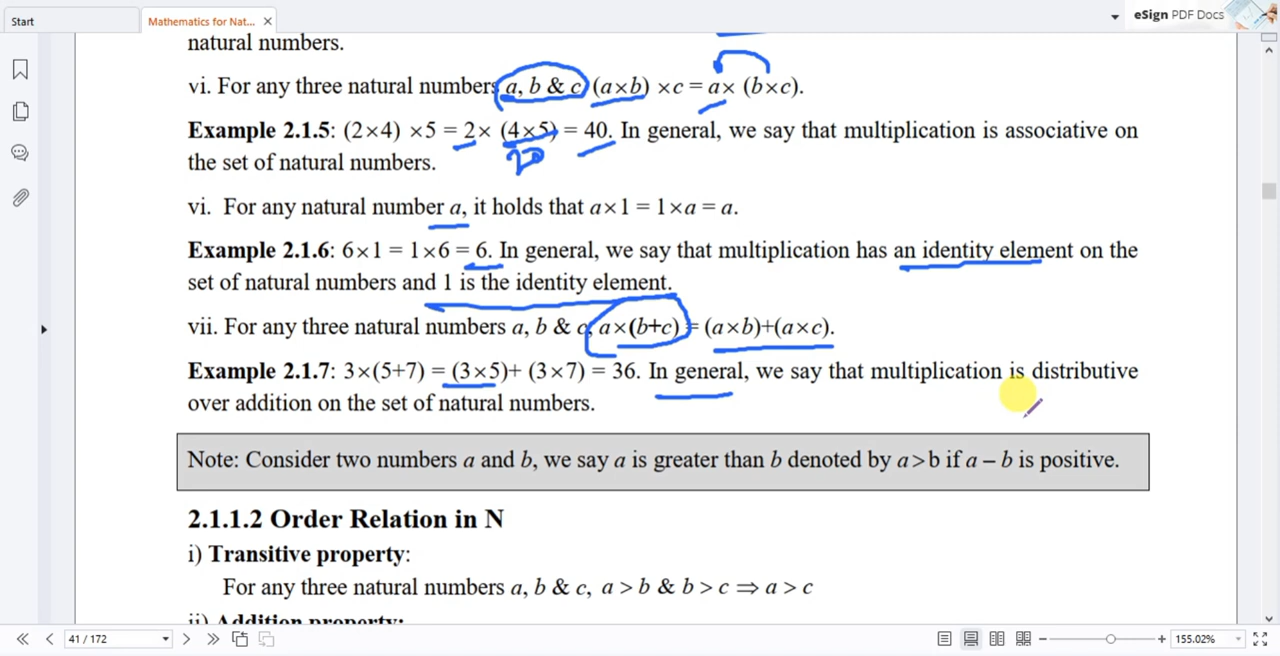 Start
Mathematics for Nat...
eSign PDF Docs
natural numbers.
vi. For any three natural numbers a, b & c (a×b) ×c = a× (b×c).
Example 2.1.5: (2×4) ×5 = 2× (4×5) = 40. In general, we say that multiplication is associative on
20
the set of natural numbers.
vi. For any natural number a, it holds that a×1 = 1×a = a.
Example 2.1.6: 6×1 = 1×6 = 6. In general, we say that multiplication has an identity element on the
set of natural numbers and 1 is the identity element.
vii. For any three natural numbers a, b & c, a×(b+c) = (a×b)+(a×c).
Example 2.1.7: 3×(5+7) = (3×5)+ (3×7) = 36. In general, we say that multiplication is distributive
over addition on the set of natural numbers.
Note: Consider two numbers a and b, we say a is greater than b denoted by a>b if a – b is positive.
2.1.1.2 Order Relation in N
i) Transitive property:
For any three natural numbers a, b & c, a > b & b > c ⇒ a > c
ii) Addition property:
41 / 172
155.02%